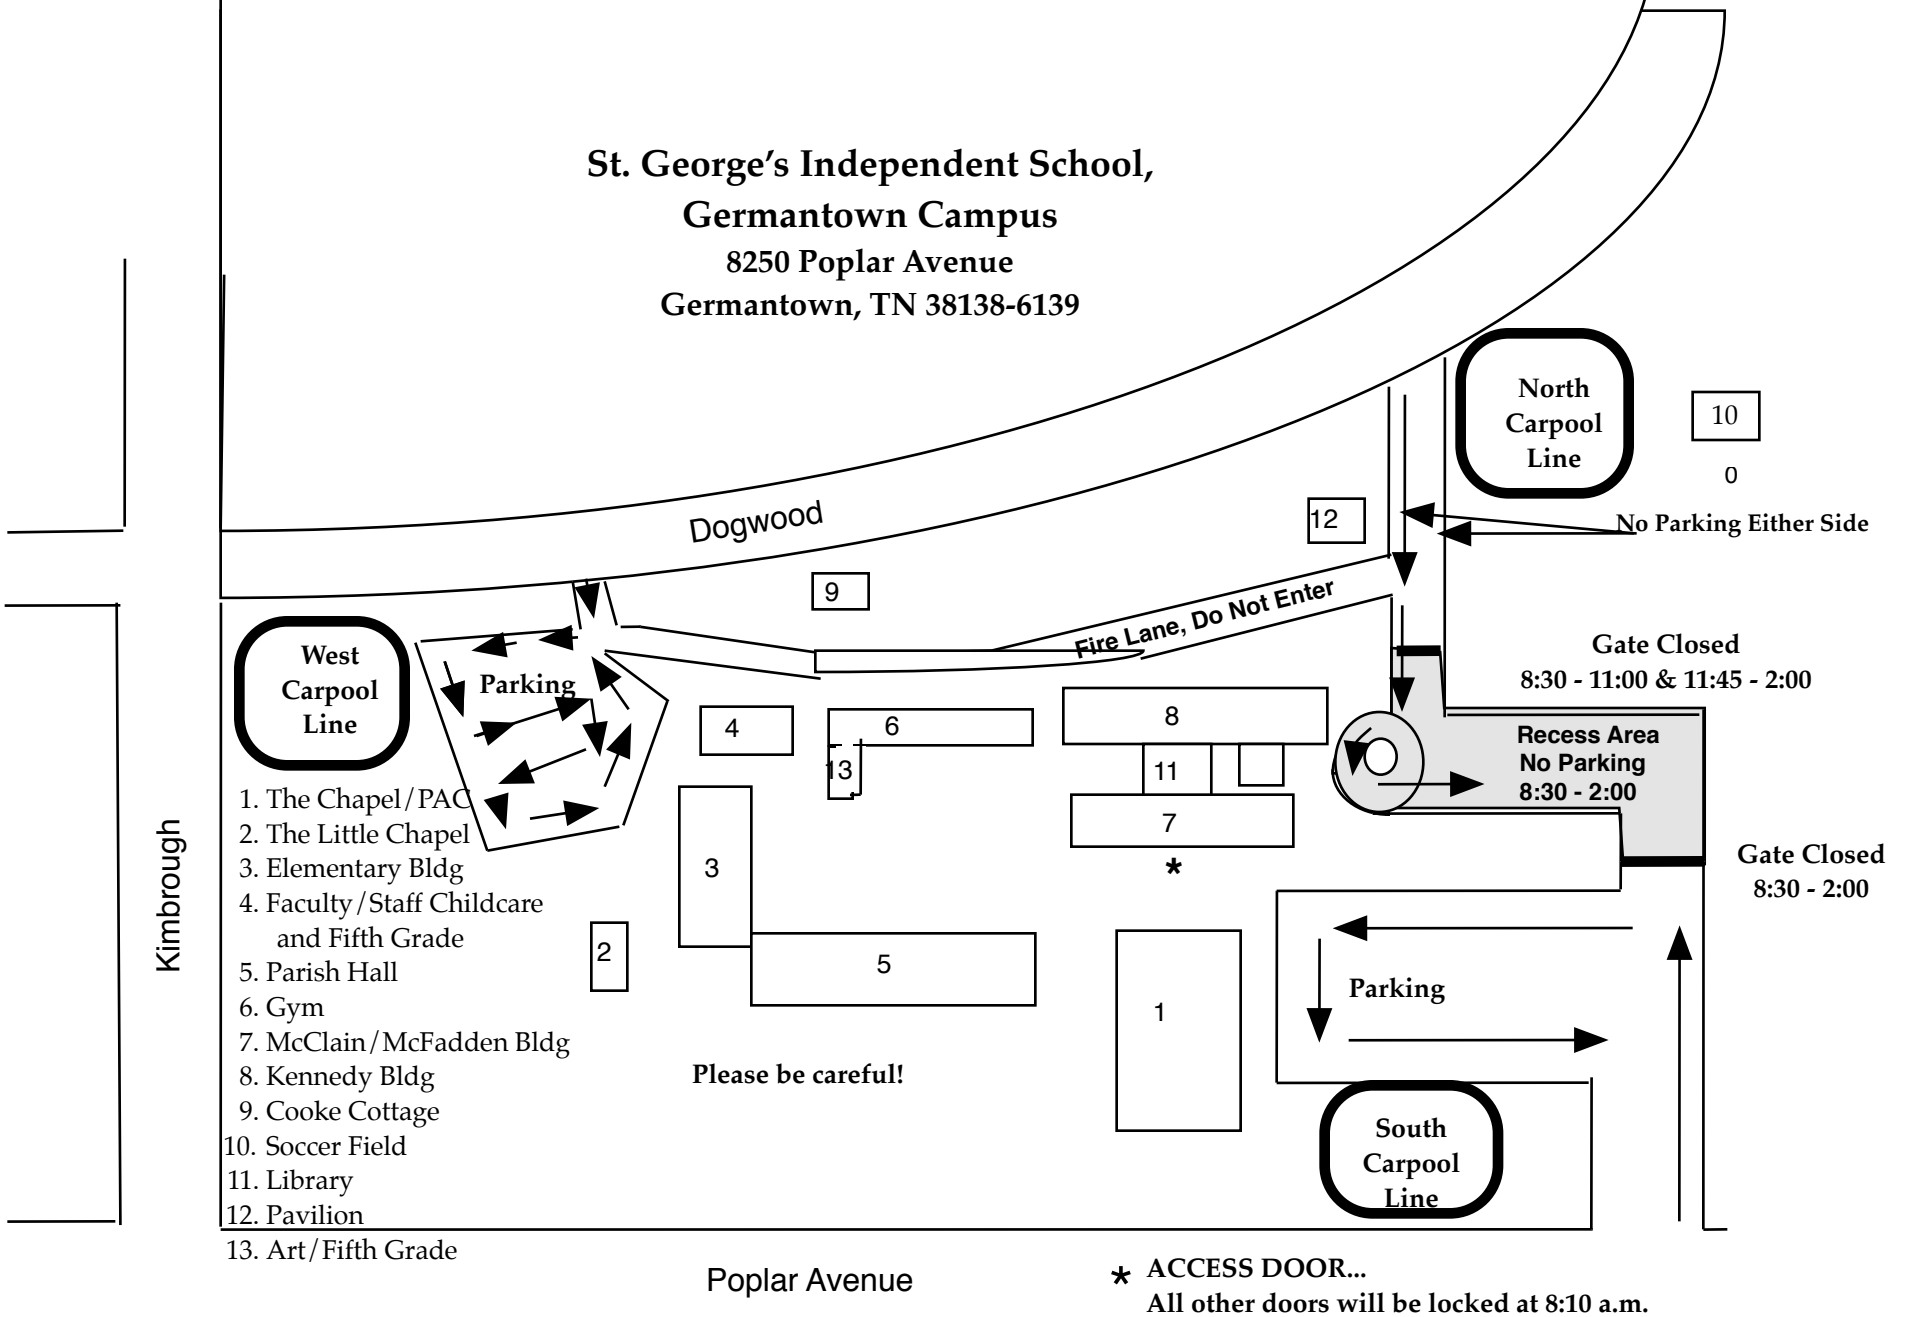 St. George's Independent School,
Germantown Campus
8250 Poplar Avenue
Germantown, TN 38138-6139
North
Carpool
Line
10
0
12
No Parking Either Side
Dogwood
9
Fire Lane, Do Not Enter
West
Carpool
Line
Parking
Gate Closed
8:30 - 11:00 & 11:45 - 2:00
4
6
8
13
11
Recess Area
No Parking
8:30 - 2:00
7
*
3
Gate Closed
8:30 - 2:00
2
5
1
Parking
Kimbrough
1. The Chapel/PAC
2. The Little Chapel
3. Elementary Bldg
4. Faculty/Staff Childcare
and Fifth Grade
5. Parish Hall
6. Gym
7. McClain/McFadden Bldg
8. Kennedy Bldg
9. Cooke Cottage
10. Soccer Field
11. Library
12. Pavilion
13. Art/Fifth Grade
Please be careful!
South
Carpool
Line
Poplar Avenue
* ACCESS DOOR...
All other doors will be locked at 8:10 a.m.